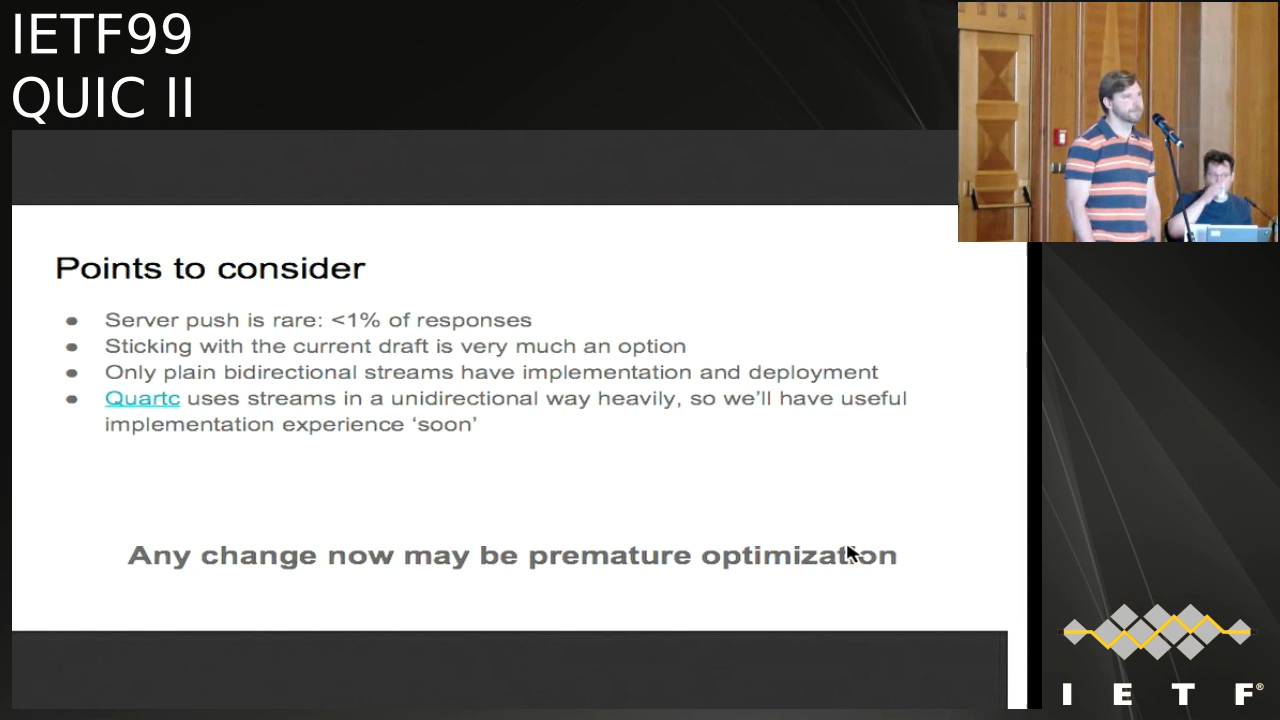 IETF99
QUIC II
Points to consider
Server push is rare: <1% of responses
Sticking with the current draft is very much an option
Only plain bidirectional streams have implementation and deployment
Quartc uses streams in a unidirectional way heavily, so we'll have useful
implementation experience 'soon'
Any change now may be premature optimization
I E T F®